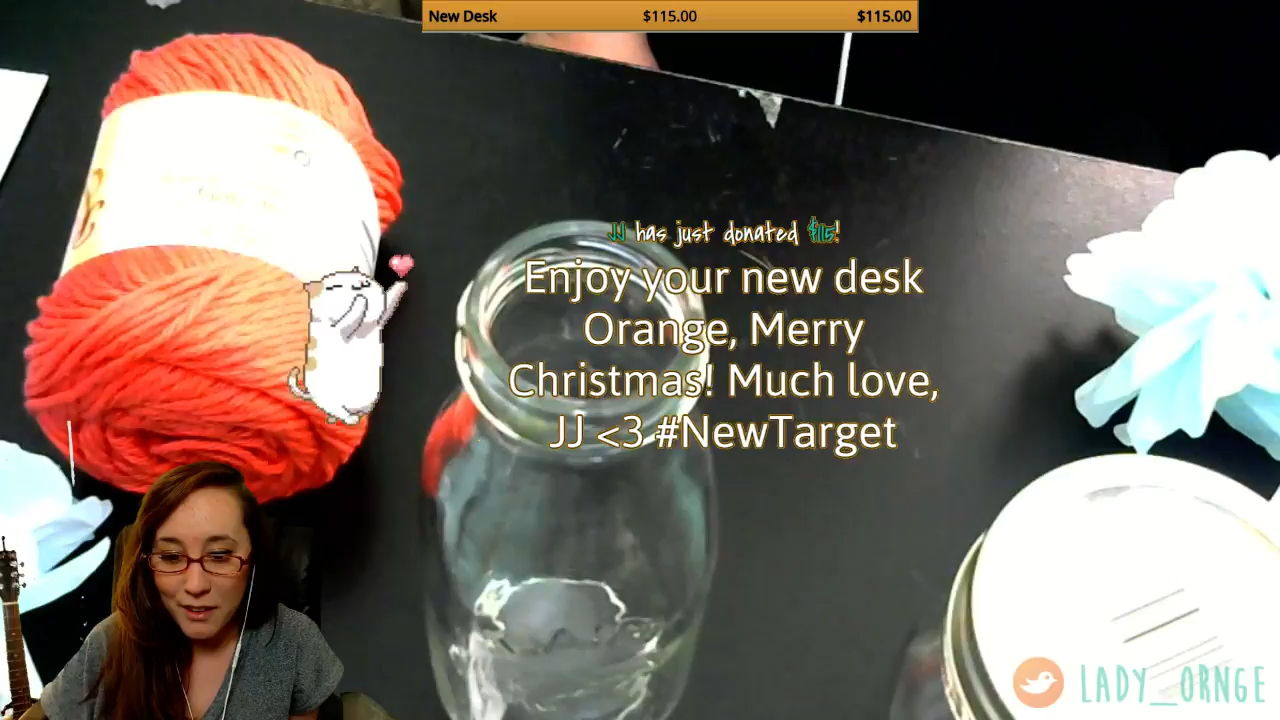 New Desk $115.00 $115.00
JJ has just donated $115!
Enjoy your new desk
Orange, Merry
Christmas! Much love,
JJ <3 #NewTarget
LADY_ORNGE